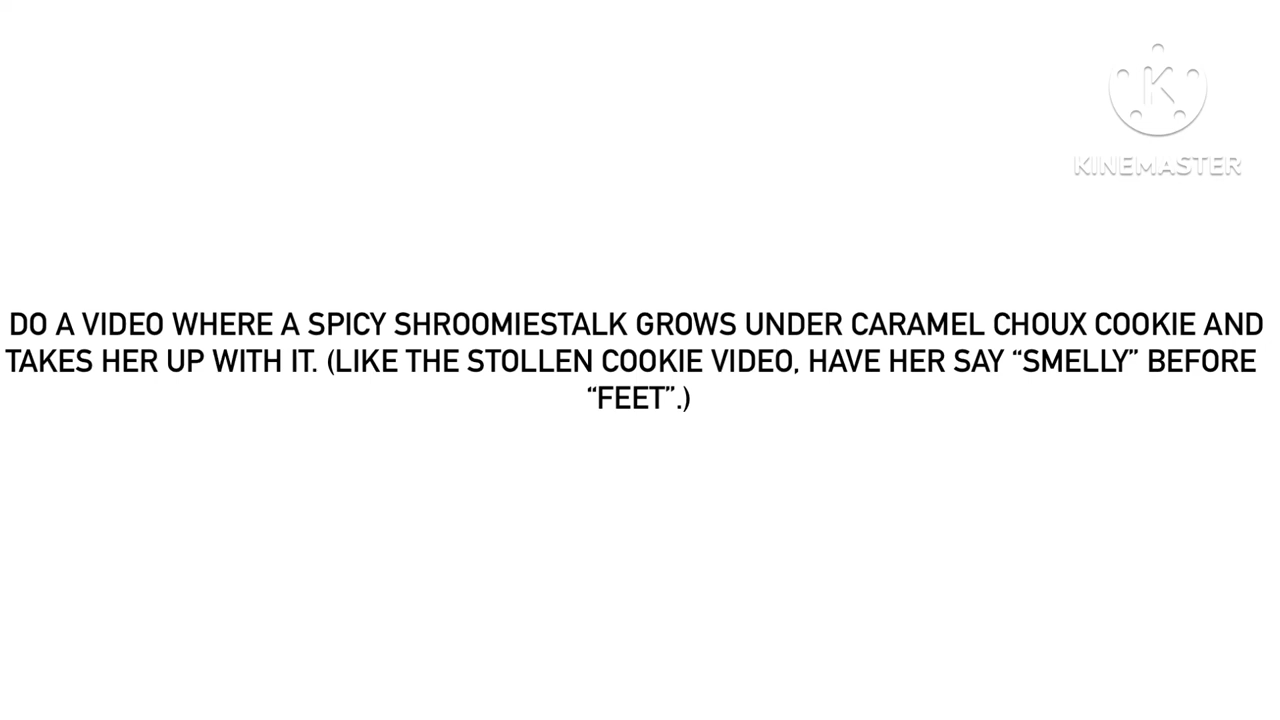 KINEMASTER
DO A VIDEO WHERE A SPICY SHROOMIESTALK GROWS UNDER CARAMEL CHOUX COOKIE AND
TAKES HER UP WITH IT. (LIKE THE STOLLEN COOKIE VIDEO, HAVE HER SAY “SMELLY” BEFORE
“FEET”.)